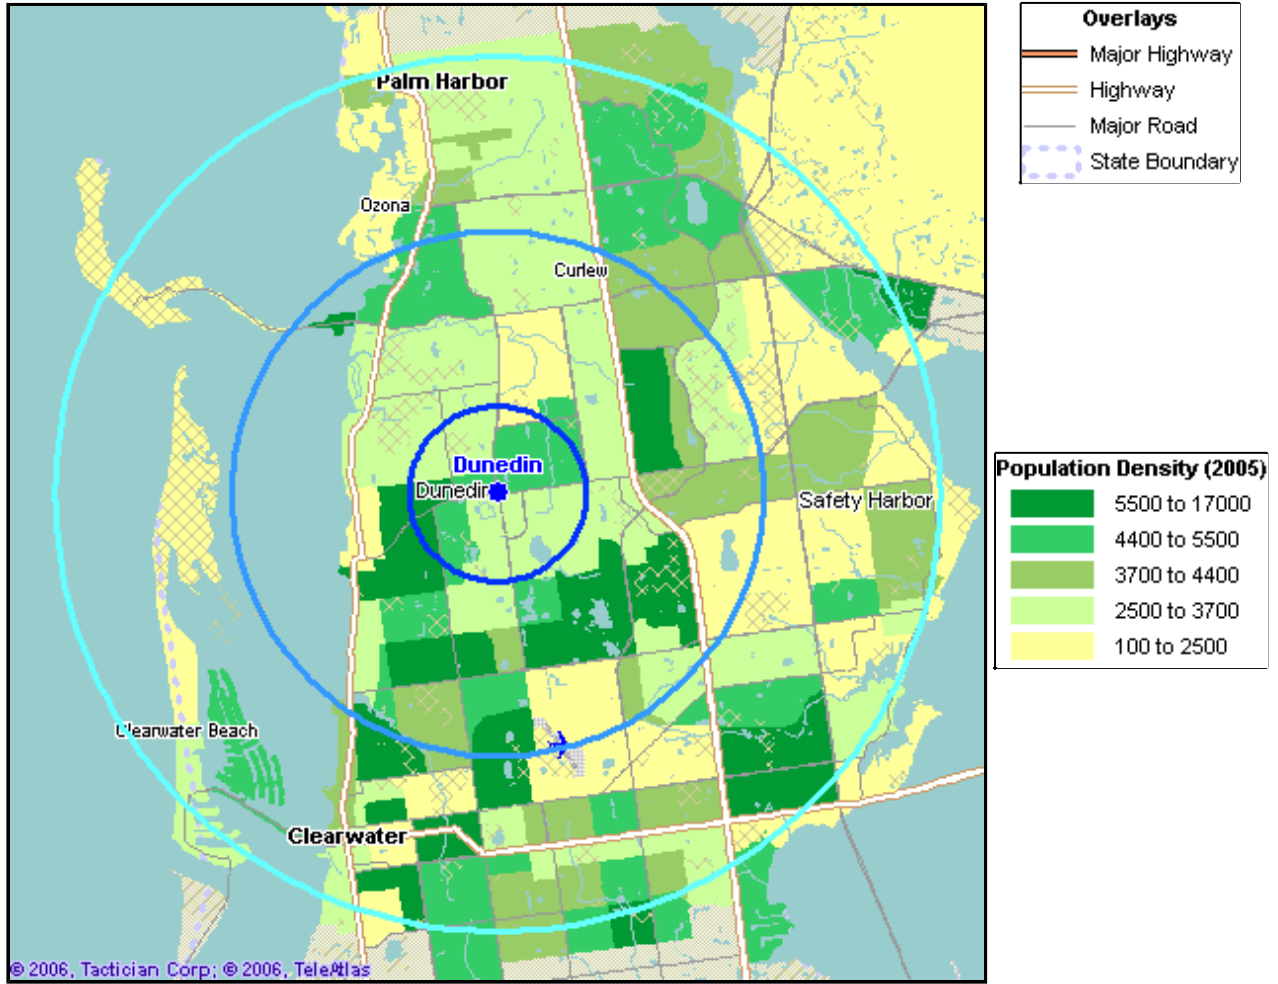 Overlays
Major Highway
Highway
Major Road
State Boundary
Palm Harbor
Ozona
Curlew
Dunedin
Dunedin
Safety Harbor
Clearwater Beach
Clearwater
Population Density (2005)
5500 to 17000
4400 to 5500
3700 to 4400
2500 to 3700
100 to 2500
© 2006, Tactician Corp; © 2006, TeleAtlas